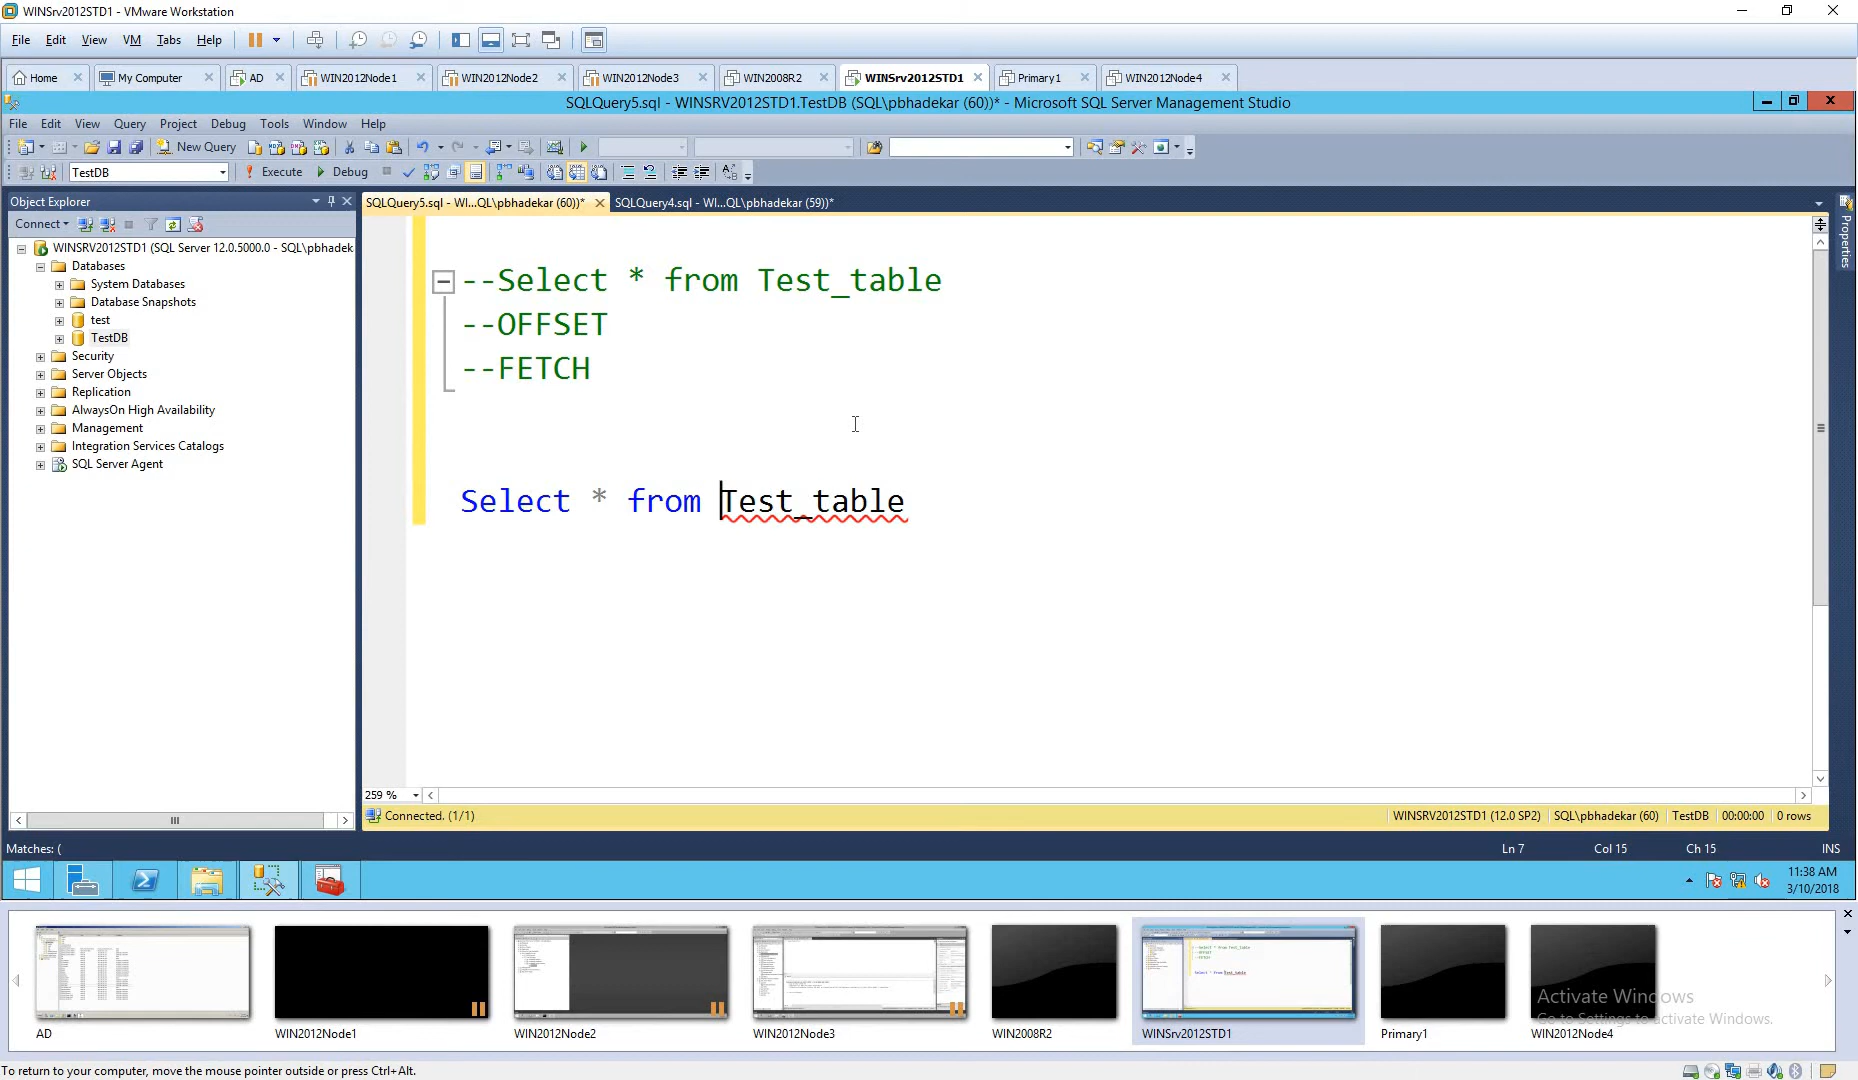 WINSrv2012STD1 - VMware Workstation
File Edit View VM Tabs Help
Home My Computer AD WIN2012Node1 WIN2012Node2 WIN2012Node3 WIN2008R2 WINSrv2012STD1 Primary1 WIN2012Node4
SQLQuery5.sql - WINSRV2012STD1.TestDB (SQL\pbhadekar (60))* - Microsoft SQL Server Management Studio
File Edit View Query Project Debug Tools Window Help
New Query
TestDB Execute Debug
Object Explorer
SQLQuery5.sql - WI...QL\pbhadekar (60))* SQLQuery4.sql - WI...QL\pbhadekar (59))*
Properties
Connect
WINSRV2012STD1 (SQL Server 12.0.5000.0 - SQL\pbhadek
Databases
System Databases
Database Snapshots
test
TestDB
Security
Server Objects
Replication
AlwaysOn High Availability
Management
Integration Services Catalogs
SQL Server Agent
--Select * from Test_table
--OFFSET
--FETCH
Select * from Test_table
259 %
Connected. (1/1) WINSRV2012STD1 (12.0 SP2) SQL\pbhadekar (60) TestDB 00:00:00 0 rows
Matches: ( Ln 7 Col 15 Ch 15 INS
11:38 AM
3/10/2018
AD WIN2012Node1 WIN2012Node2 WIN2012Node3 WIN2008R2 WINSrv2012STD1 Primary1 WIN2012Node4
Activate Windows
Go to Settings to activate Windows.
To return to your computer, move the mouse pointer outside or press Ctrl+Alt.